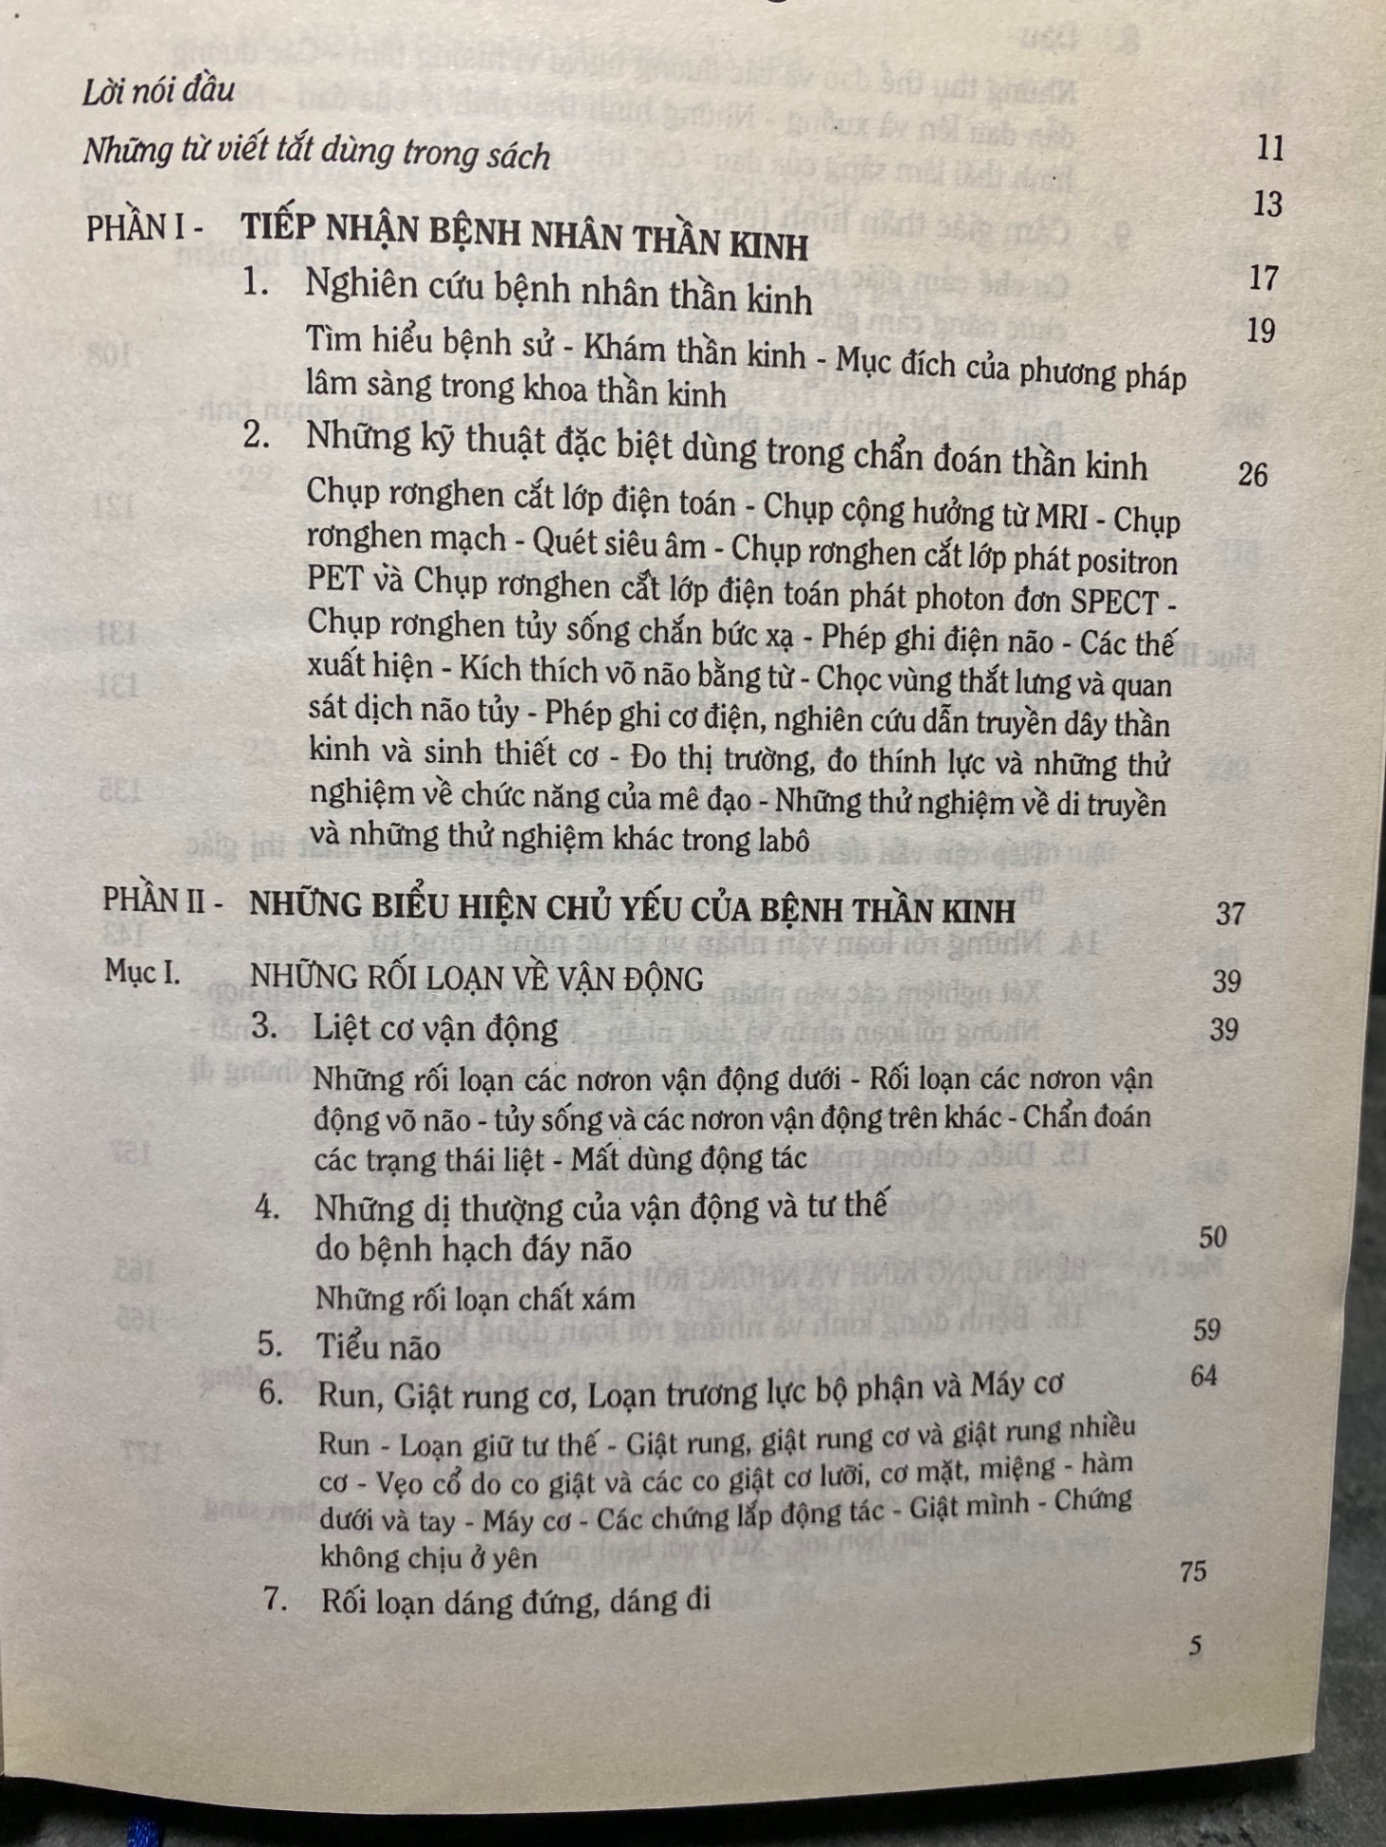 Lời nói đầu 11
Những từ viết tắt dùng trong sách 13
PHẦN I - TIẾP NHẬN BỆNH NHÂN THẦN KINH 17
1. Nghiên cứu bệnh nhân thần kinh 19
Tìm hiểu bệnh sử - Khám thần kinh - Mục đích của phương pháp
lâm sàng trong khoa thần kinh
2. Những kỹ thuật đặc biệt dùng trong chẩn đoán thần kinh 26
Chụp rơnghen cắt lớp điện toán - Chụp cộng hưởng từ MRI - Chụp
rơnghen mạch - Quét siêu âm - Chụp rơnghen cắt lớp phát positron
PET và Chụp rơnghen cắt lớp điện toán phát photon đơn SPECT -
Chụp rơnghen tủy sống chắn bức xạ - Phép ghi điện não - Các thế
xuất hiện - Kích thích võ não bằng từ - Chọc vùng thắt lưng và quan
sát dịch não tủy - Phép ghi cơ điện, nghiên cứu dẫn truyền dây thần
kinh và sinh thiết cơ - Đo thị trường, đo thính lực và những thử
nghiệm về chức năng của mê đạo - Những thử nghiệm về di truyền
và những thử nghiệm khác trong labô
PHẦN II - NHỮNG BIỂU HIỆN CHỦ YẾU CỦA BỆNH THẦN KINH 37
Mục I. NHỮNG RỐI LOẠN VỀ VẬN ĐỘNG 39
3. Liệt cơ vận động 39
Những rối loạn các nơron vận động dưới - Rối loạn các nơron vận
động võ não - tủy sống và các nơron vận động trên khác - Chẩn đoán
các trạng thái liệt - Mất dùng động tác
4. Những dị thường của vận động và tư thế
do bệnh hạch đáy não 50
Những rối loạn chất xám
5. Tiểu não 59
6. Run, Giật rung cơ, Loạn trương lực bộ phận và Máy cơ 64
Run - Loạn giữ tư thế - Giật rung, giật rung cơ và giật rung nhiều
cơ - Vẹo cổ do co giật và các co giật cơ lưỡi, cơ mặt, miệng - hàm
dưới và tay - Máy cơ - Các chứng lắp động tác - Giật mình - Chứng
không chịu ở yên
7. Rối loạn dáng đứng, dáng đi 75
5